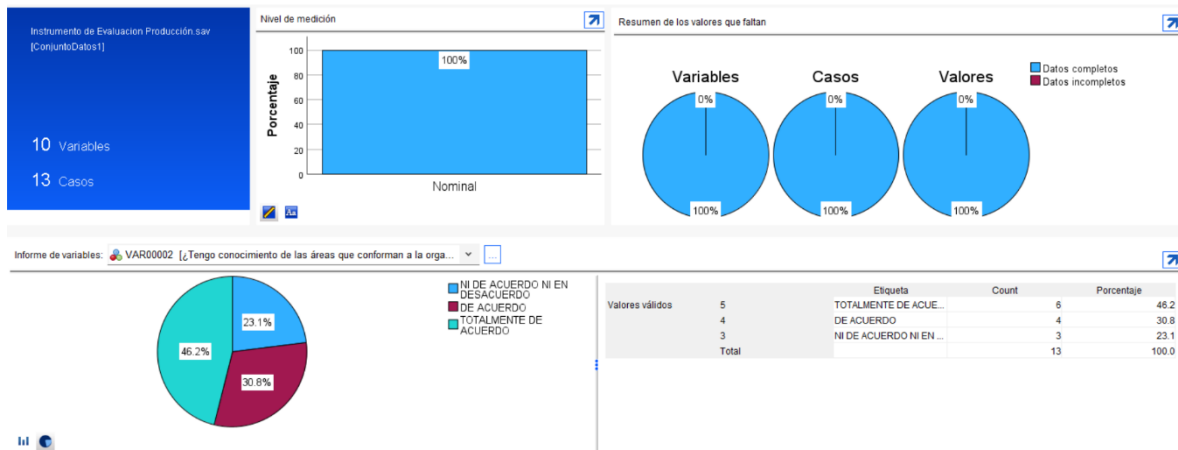 Instrumento de Evaluacion Producción.sav
[ConjuntoDatos1]
10 Variables
13 Casos
Nivel de medición
Porcentaje
100
80
60
40
20
0
100%
Nominal
Resumen de los valores que faltan
Variables
0%
100%
Casos
0%
100%
Valores
0%
100%
Datos completos
Datos incompletos
Informe de variables: VAR00002 [¿Tengo conocimiento de las áreas que conforman a la orga... ...
23.1%
46.2%
30.8%
NI DE ACUERDO NI EN
DESACUERDO
DE ACUERDO
TOTALMENTE DE
ACUERDO
Etiqueta Count Porcentaje
Valores válidos 5 TOTALMENTE DE ACUE... 6 46.2
4 DE ACUERDO 4 30.8
3 NI DE ACUERDO NI EN ... 3 23.1
Total 13 100.0
Aa